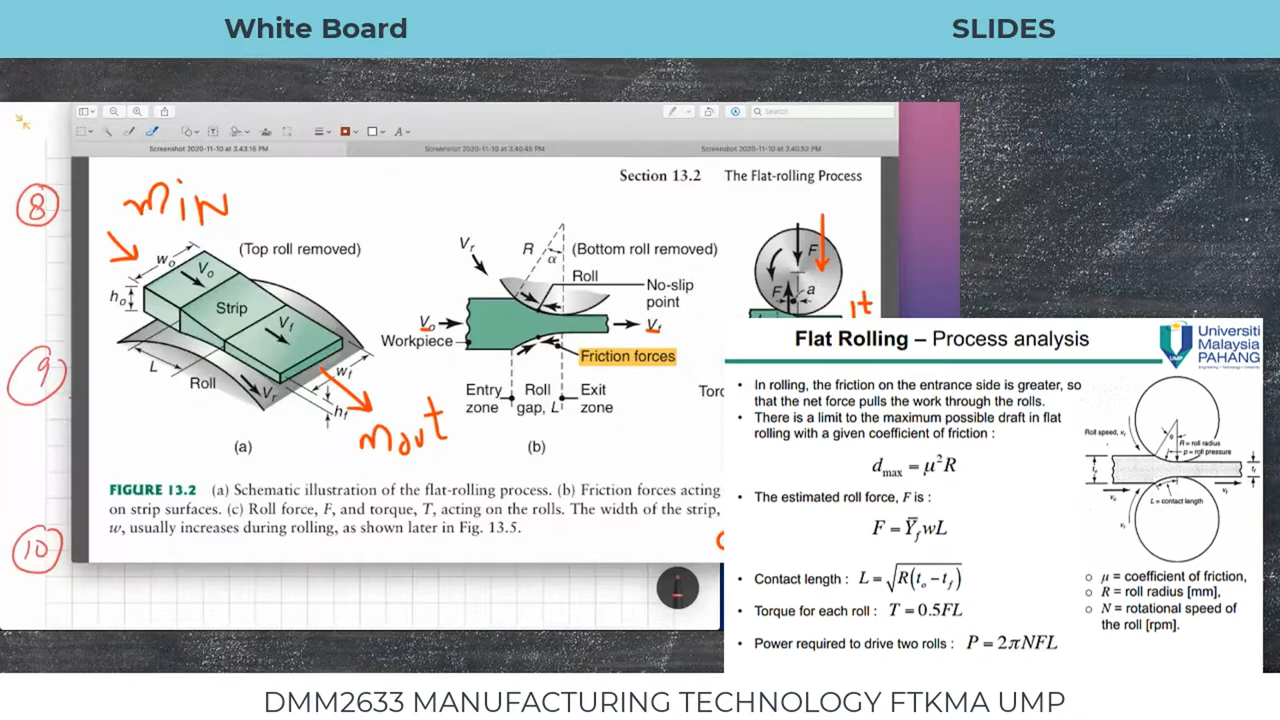 White Board
SLIDES
Search
Screenshot 2020-11-10 at 3.43.16 PM
Screenshot 2020-11-10 at 3.40.45 PM
Screenshot 2020-11-10 at 3.40.52 PM
Section 13.2 The Flat-rolling Process
8
9
10
MIN
(Top roll removed)
wo
Vo
ho
Strip
Vf
L
Roll
Vr
wf
hf
Mout
(a)
Vr
R
α
(Bottom roll removed)
Roll
No-slip
point
Vo
Vf
Workpiece
Friction forces
Entry
zone
Roll
gap, L
Exit
zone
(b)
F
F
a
FIGURE 13.2 (a) Schematic illustration of the flat-rolling process. (b) Friction forces acting
on strip surfaces. (c) Roll force, F, and torque, T, acting on the rolls. The width of the strip,
w, usually increases during rolling, as shown later in Fig. 13.5.
Flat Rolling – Process analysis
UMP
Universiti
Malaysia
PAHANG
• In rolling, the friction on the entrance side is greater, so
that the net force pulls the work through the rolls.
• There is a limit to the maximum possible draft in flat
rolling with a given coefficient of friction :
dmax = μ²R
• The estimated roll force, F is :
F = Ȳf wL
• Contact length : L = √R(to – tf)
• Torque for each roll : T = 0.5FL
• Power required to drive two rolls : P = 2πNFL
Roll speed, vr
R = roll radius
p = roll pressure
L = contact length
o μ = coefficient of friction,
o R = roll radius [mm],
o N = rotational speed of
the roll [rpm].
DMM2633 MANUFACTURING TECHNOLOGY FTKMA UMP